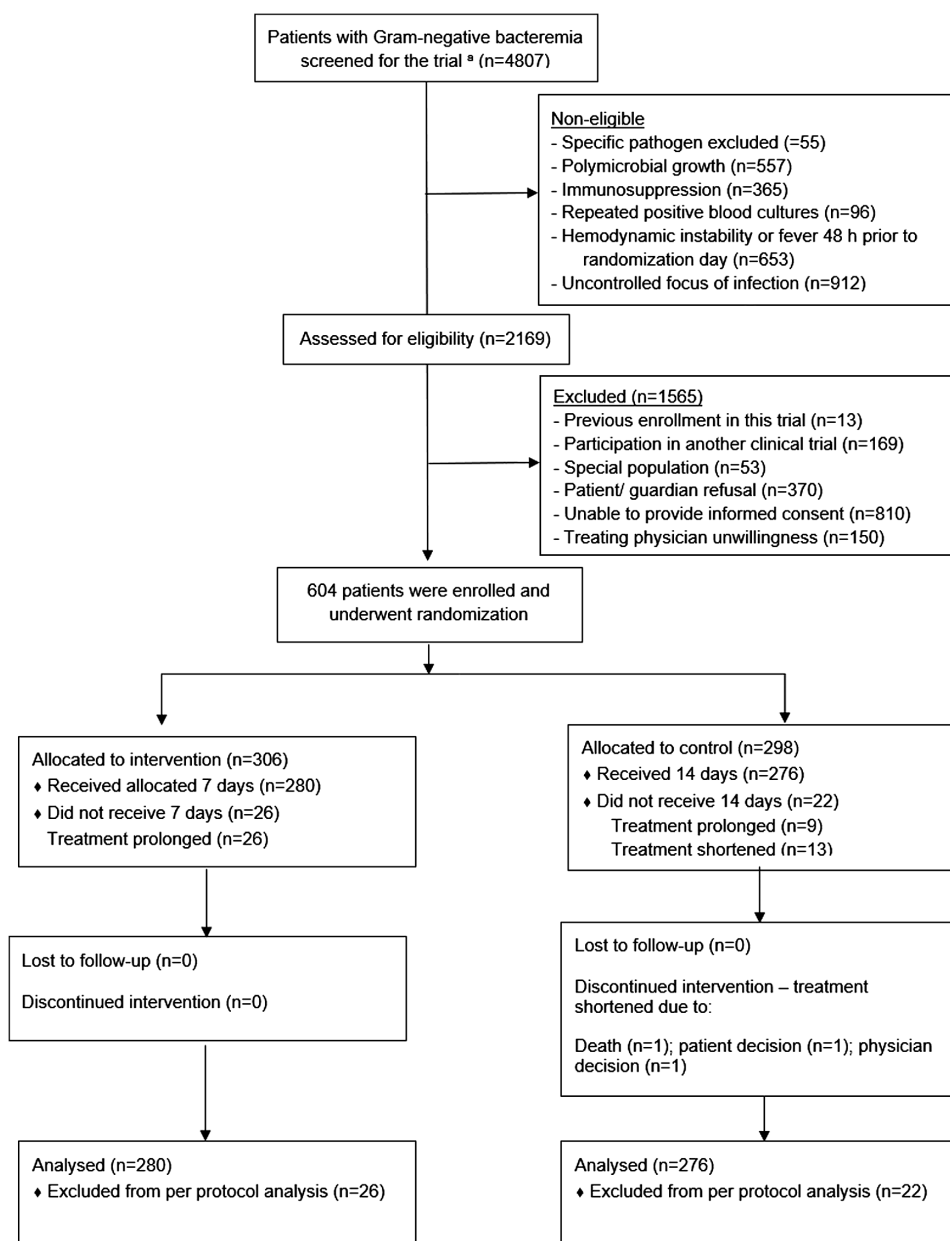 Patients with Gram-negative bacteremia
screened for the trial ª (n=4807)
Non-eligible
- Specific pathogen excluded (=55)
- Polymicrobial growth (n=557)
- Immunosuppression (n=365)
- Repeated positive blood cultures (n=96)
- Hemodynamic instability or fever 48 h prior to
randomization day (n=653)
- Uncontrolled focus of infection (n=912)
Assessed for eligibility (n=2169)
Excluded (n=1565)
- Previous enrollment in this trial (n=13)
- Participation in another clinical trial (n=169)
- Special population (n=53)
- Patient/ guardian refusal (n=370)
- Unable to provide informed consent (n=810)
- Treating physician unwillingness (n=150)
604 patients were enrolled and
underwent randomization
Allocated to intervention (n=306)
♦ Received allocated 7 days (n=280)
♦ Did not receive 7 days (n=26)
Treatment prolonged (n=26)
Allocated to control (n=298)
♦ Received 14 days (n=276)
♦ Did not receive 14 days (n=22)
Treatment prolonged (n=9)
Treatment shortened (n=13)
Lost to follow-up (n=0)
Discontinued intervention (n=0)
Lost to follow-up (n=0)
Discontinued intervention – treatment
shortened due to:
Death (n=1); patient decision (n=1); physician
decision (n=1)
Analysed (n=280)
♦ Excluded from per protocol analysis (n=26)
Analysed (n=276)
♦ Excluded from per protocol analysis (n=22)